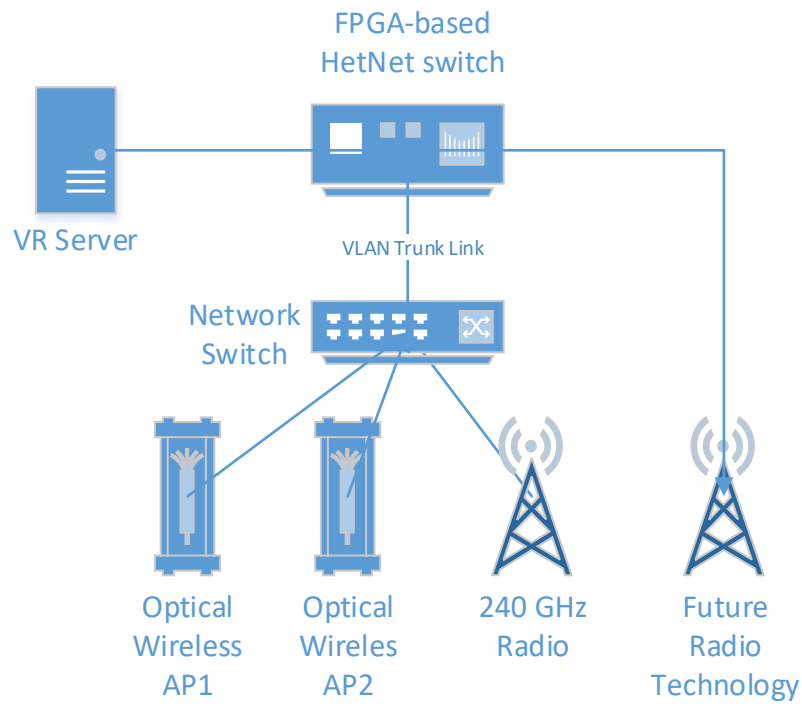 FPGA-based
HetNet switch
VR Server
VLAN Trunk Link
Network
Switch
Optical
Wireless
AP1
Optical
Wireles
AP2
240 GHz
Radio
Future
Radio
Technology